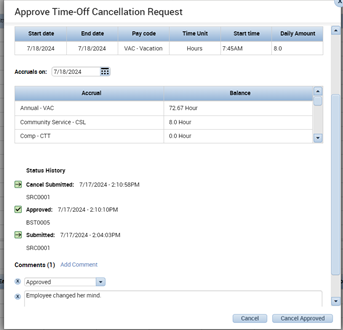 Approve Time-Off Cancellation Request
Start date End date Pay code Time Unit Start time Daily Amount
7/18/2024 7/18/2024 VAC - Vacation Hours 7:45AM 8.0
Accruals on: 7/18/2024
Accrual Balance
Annual - VAC 72.67 Hour
Community Service - CSL 8.0 Hour
Comp - CTT 0.0 Hour
Status History
Cancel Submitted: 7/17/2024 - 2:10:58PM
SRC0001
Approved: 7/17/2024 - 2:10:10PM
BST0005
Submitted: 7/17/2024 - 2:04:03PM
SRC0001
Comments (1) Add Comment
Approved
Employee changed her mind.
Cancel Cancel Approved